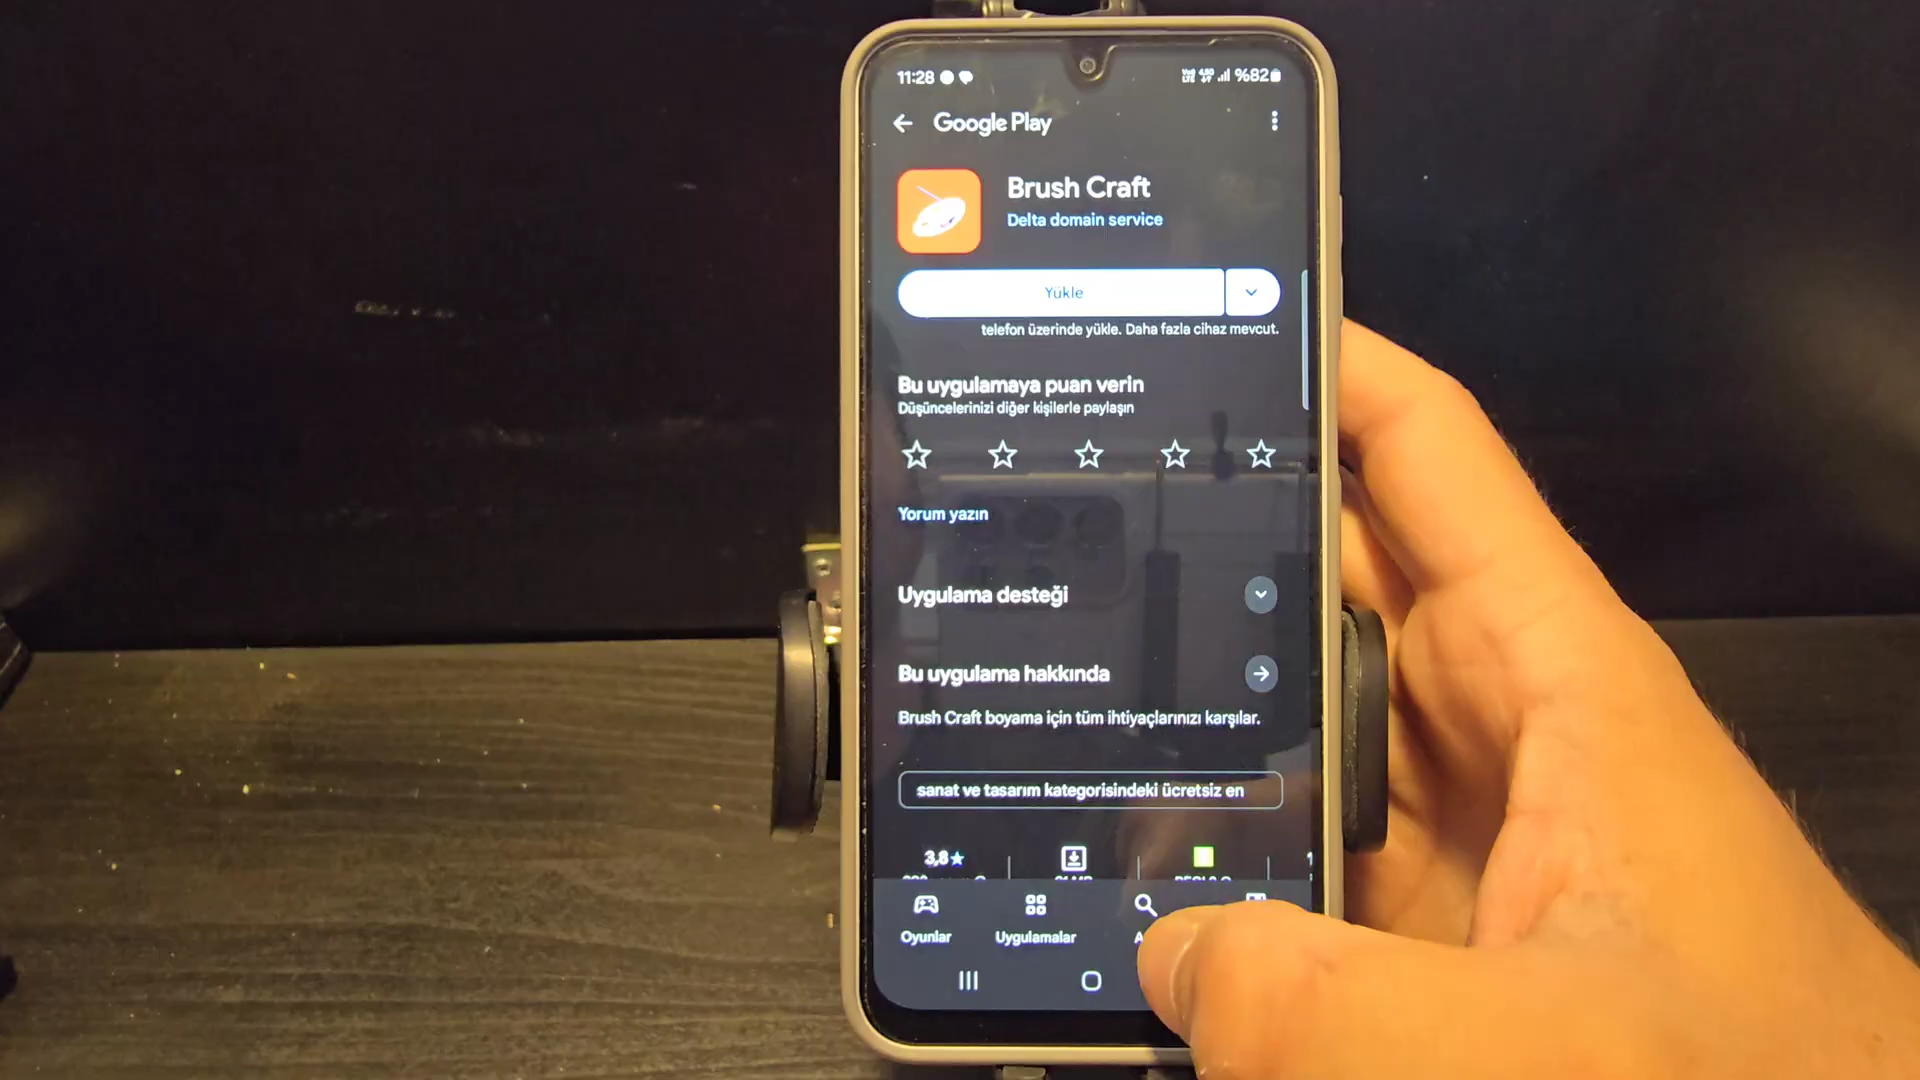 11:28 %82
Google Play
Brush Craft
Delta domain service
Yükle
telefon üzerinde yükle. Daha fazla cihaz mevcut.
Bu uygulamaya puan verin
Düşüncelerinizi diğer kişilerle paylaşın
Yorum yazın
Uygulama desteği
Bu uygulama hakkında
Brush Craft boyama için tüm ihtiyaçlarınızı karşılar.
sanat ve tasarım kategorisindeki ücretsiz en
3,8★
Oyunlar Uygulamalar